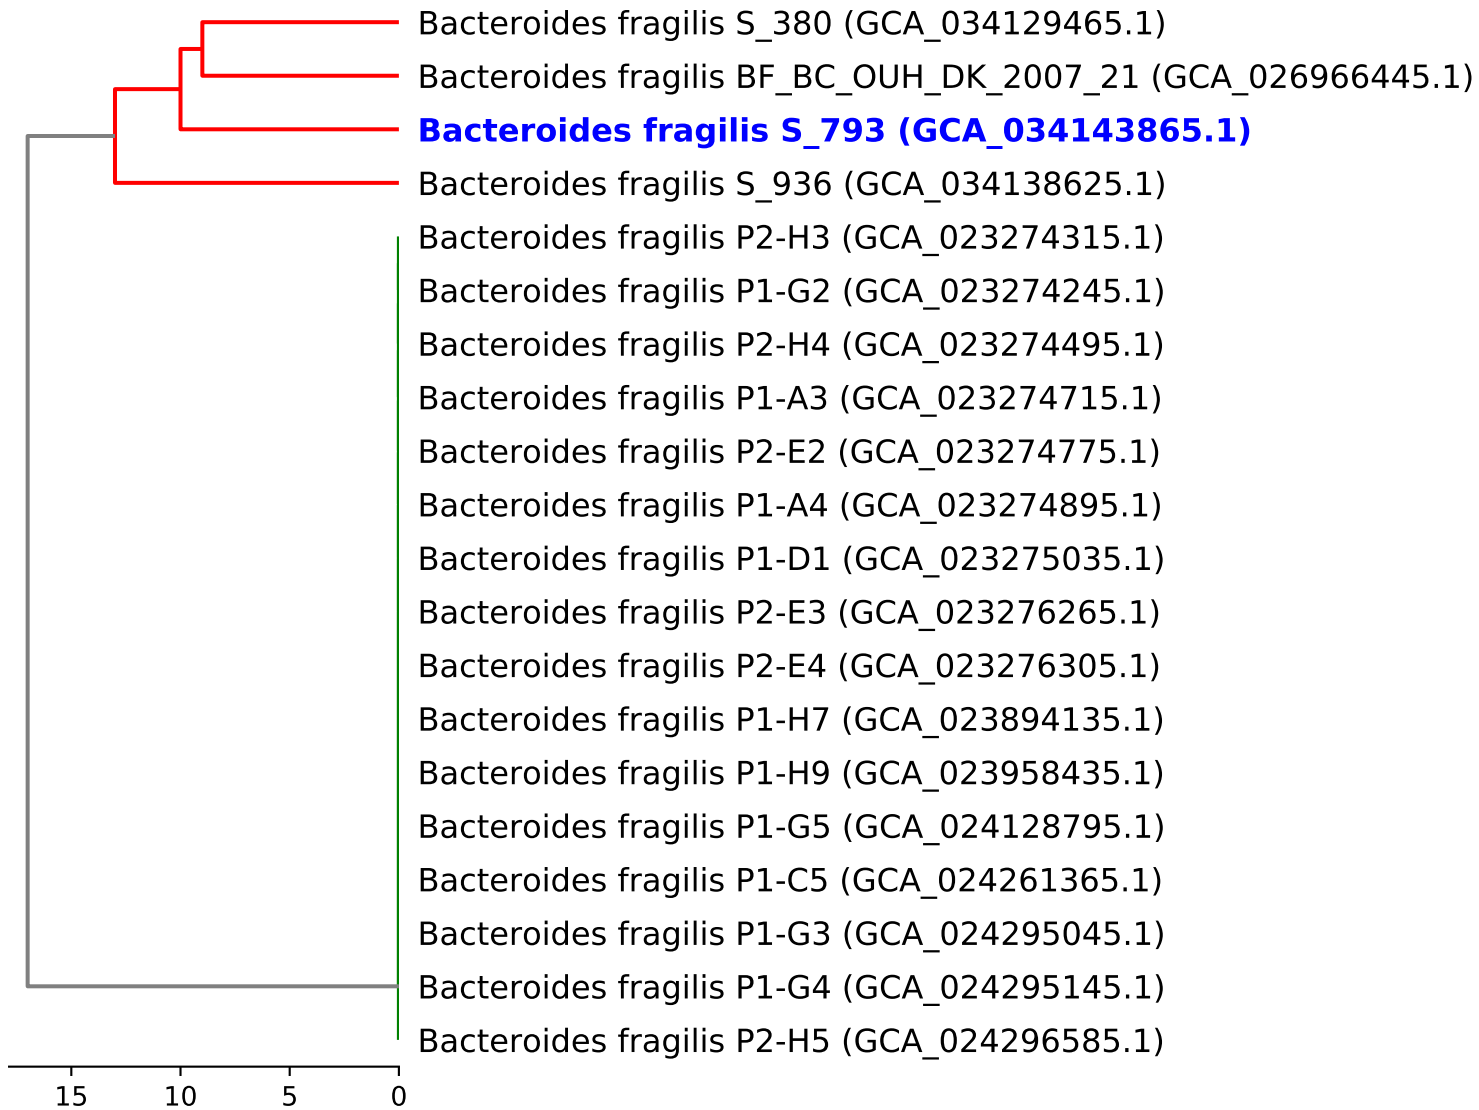 Bacteroides fragilis S_380 (GCA_034129465.1)
Bacteroides fragilis BF_BC_OUH_DK_2007_21 (GCA_026966445.1)
Bacteroides fragilis S_793 (GCA_034143865.1)
Bacteroides fragilis S_936 (GCA_034138625.1)
Bacteroides fragilis P2-H3 (GCA_023274315.1)
Bacteroides fragilis P1-G2 (GCA_023274245.1)
Bacteroides fragilis P2-H4 (GCA_023274495.1)
Bacteroides fragilis P1-A3 (GCA_023274715.1)
Bacteroides fragilis P2-E2 (GCA_023274775.1)
Bacteroides fragilis P1-A4 (GCA_023274895.1)
Bacteroides fragilis P1-D1 (GCA_023275035.1)
Bacteroides fragilis P2-E3 (GCA_023276265.1)
Bacteroides fragilis P2-E4 (GCA_023276305.1)
Bacteroides fragilis P1-H7 (GCA_023894135.1)
Bacteroides fragilis P1-H9 (GCA_023958435.1)
Bacteroides fragilis P1-G5 (GCA_024128795.1)
Bacteroides fragilis P1-C5 (GCA_024261365.1)
Bacteroides fragilis P1-G3 (GCA_024295045.1)
Bacteroides fragilis P1-G4 (GCA_024295145.1)
Bacteroides fragilis P2-H5 (GCA_024296585.1)
15 10 5 0